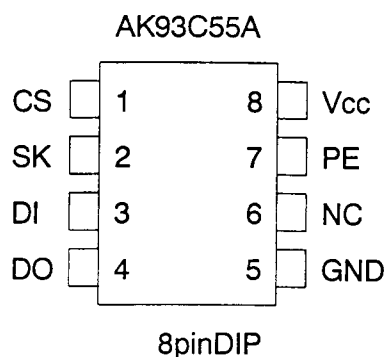 AK93C55A
CS 1 8 Vcc
SK 2 7 PE
DI 3 6 NC
DO 4 5 GND
8pinDIP